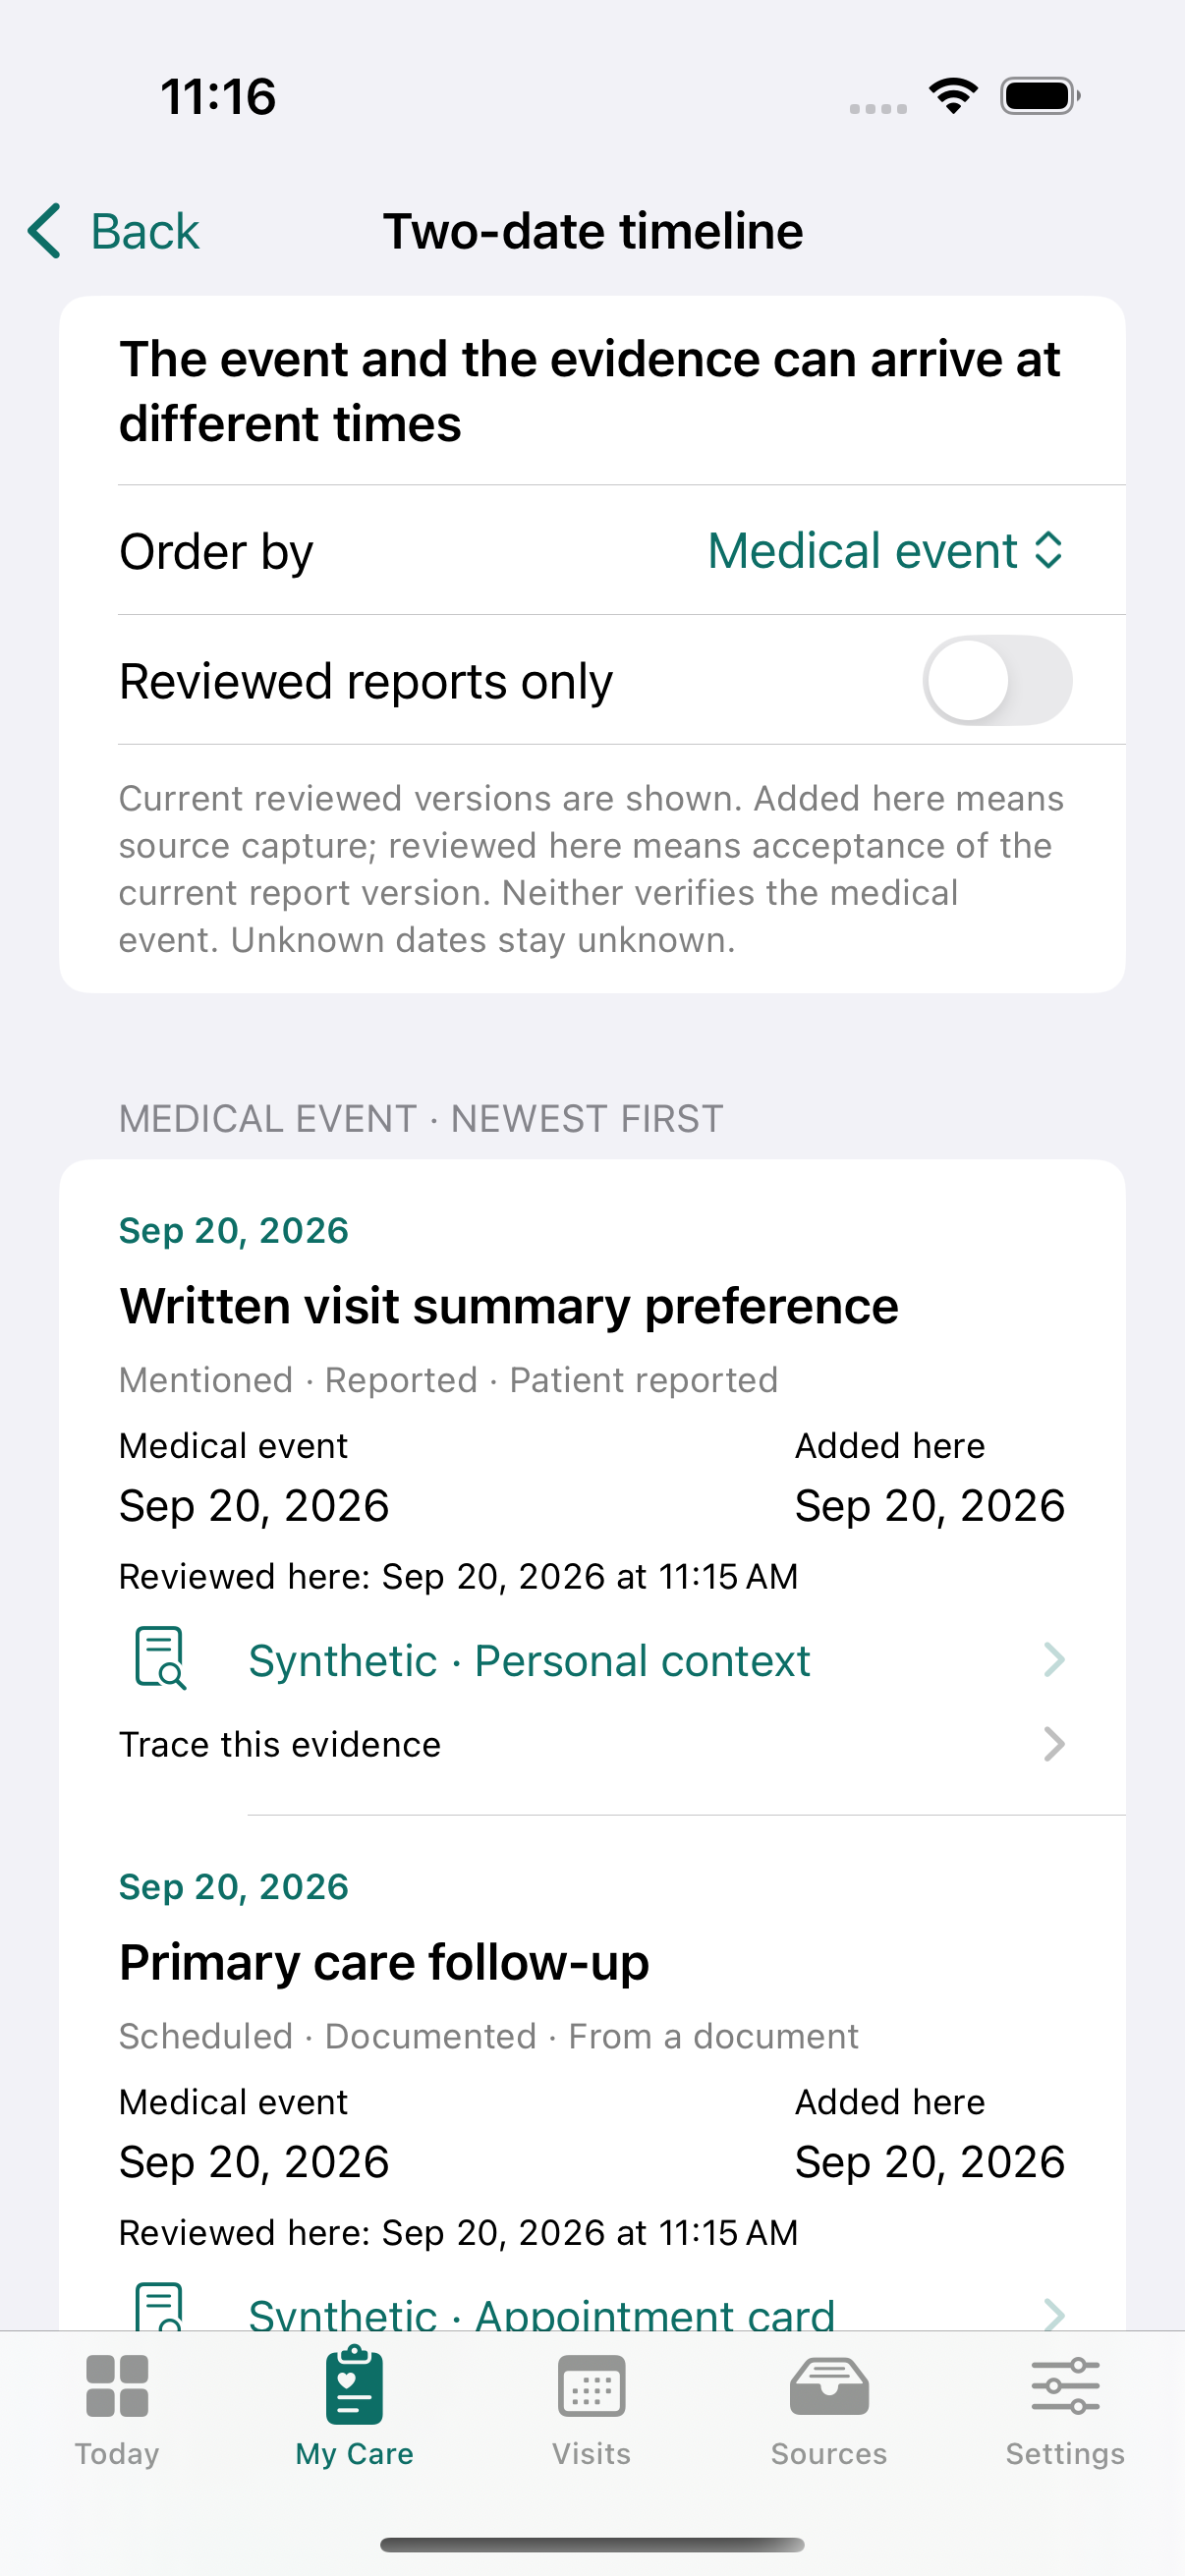 11:16
Back
Two-date timeline
The event and the evidence can arrive at
different times
Order by
Medical event
Reviewed reports only
Current reviewed versions are shown. Added here means
source capture; reviewed here means acceptance of the
current report version. Neither verifies the medical
event. Unknown dates stay unknown.
MEDICAL EVENT · NEWEST FIRST
Sep 20, 2026
Written visit summary preference
Mentioned · Reported · Patient reported
Medical event
Added here
Sep 20, 2026
Sep 20, 2026
Reviewed here: Sep 20, 2026 at 11:15 AM
Synthetic · Personal context
Trace this evidence
Sep 20, 2026
Primary care follow-up
Scheduled · Documented · From a document
Medical event
Added here
Sep 20, 2026
Sep 20, 2026
Reviewed here: Sep 20, 2026 at 11:15 AM
Synthetic · Appointment card
Today
My Care
Visits
Sources
Settings